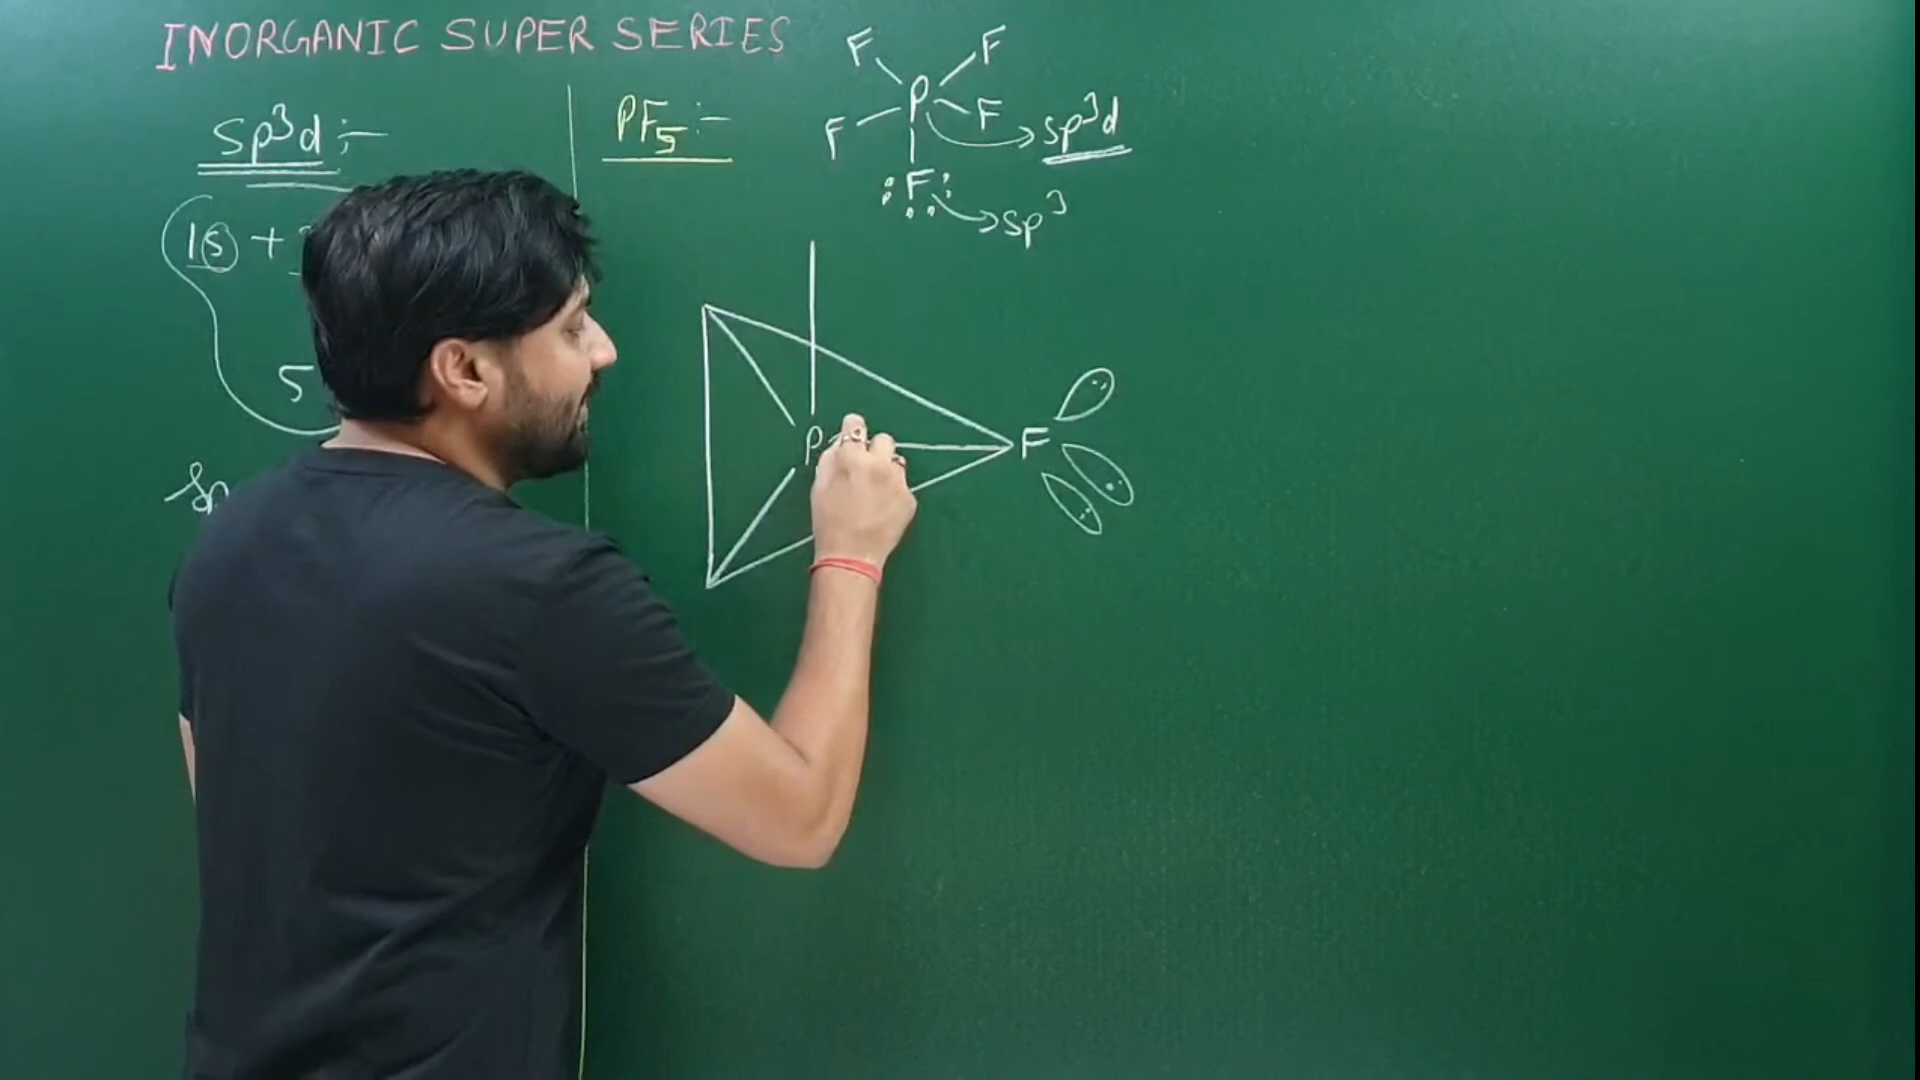 INORGANIC SUPER SERIES
Sp³d :-
1s +
5
PF₅ :-
F F
P
F F
sp³d
:F:
sp³
P F